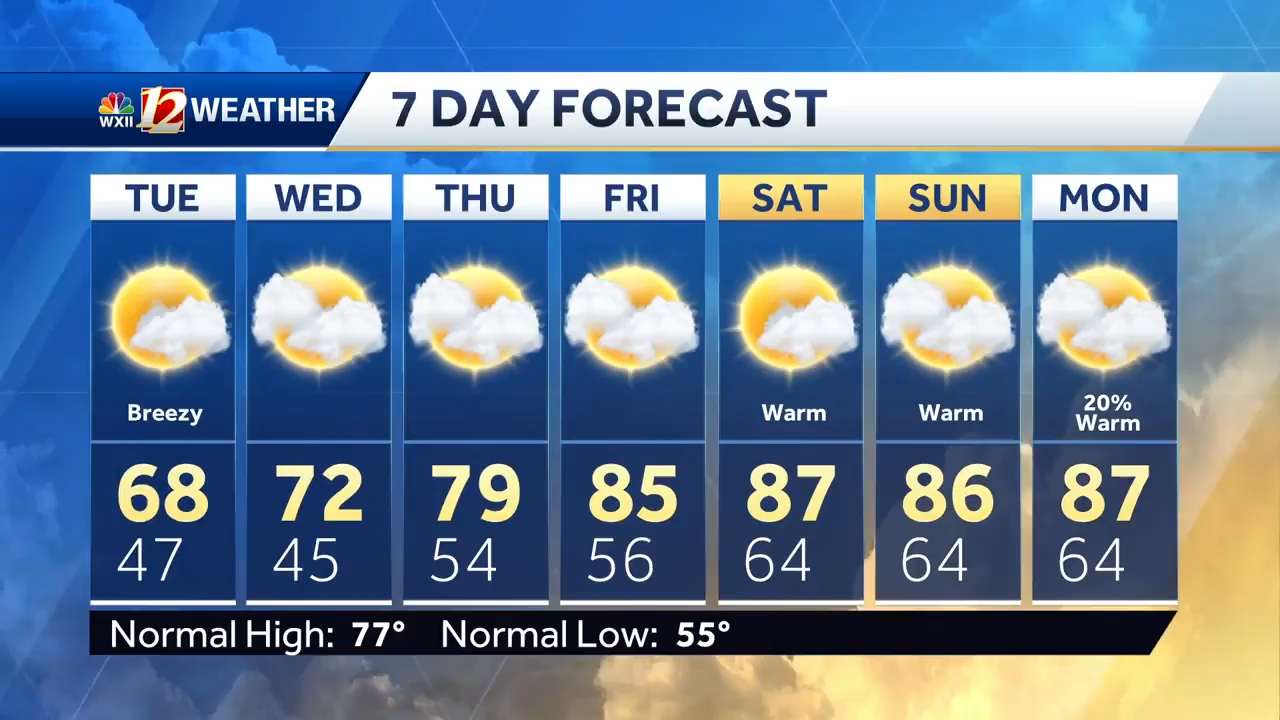 WXII 12 WEATHER
7 DAY FORECAST
TUE WED THU FRI SAT SUN MON
Breezy Warm Warm 20% Warm
68 72 79 85 87 86 87
47 45 54 56 64 64 64
Normal High: 77° Normal Low: 55°